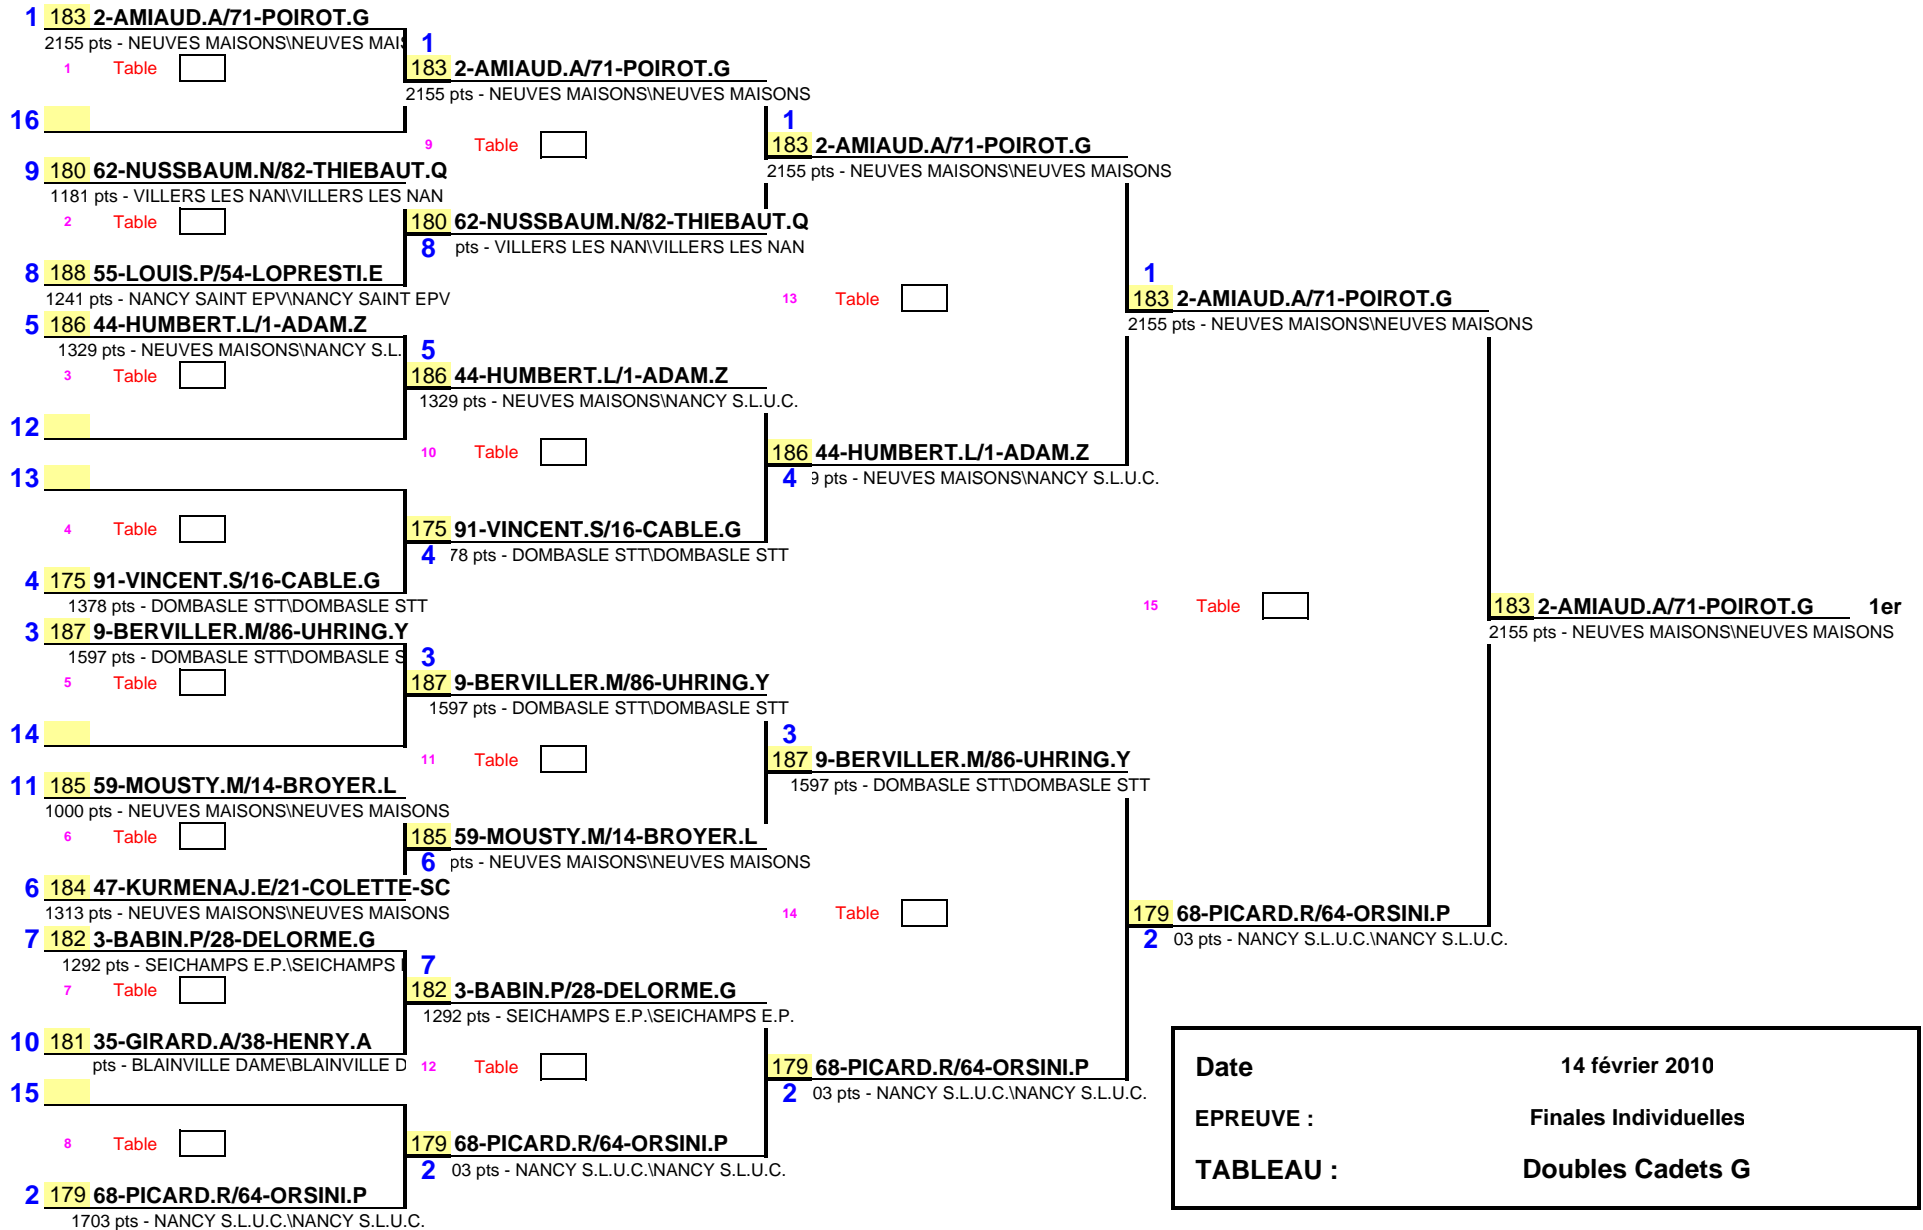 1 183 2-AMIAUD.A/71-POIROT.G
2155 pts - NEUVES MAISONS\NEUVES MAIS
1 Table
16
9 180 62-NUSSBAUM.N/82-THIEBAUT.Q
1181 pts - VILLERS LES NAN\VILLERS LES NAN
2 Table
8 188 55-LOUIS.P/54-LOPRESTI.E
1241 pts - NANCY SAINT EPV\NANCY SAINT EPV
5 186 44-HUMBERT.L/1-ADAM.Z
1329 pts - NEUVES MAISONS\NANCY S.L.
3 Table
12
13
4 Table
4 175 91-VINCENT.S/16-CABLE.G
1378 pts - DOMBASLE STT\DOMBASLE STT
3 187 9-BERVILLER.M/86-UHRING.Y
1597 pts - DOMBASLE STT\DOMBASLE S
5 Table
14
11 185 59-MOUSTY.M/14-BROYER.L
1000 pts - NEUVES MAISONS\NEUVES MAISONS
6 Table
6 184 47-KURMENAJ.E/21-COLETTE-SC
1313 pts - NEUVES MAISONS\NEUVES MAISONS
7 182 3-BABIN.P/28-DELORME.G
1292 pts - SEICHAMPS E.P.\SEICHAMPS
7 Table
10 181 35-GIRARD.A/38-HENRY.A
pts - BLAINVILLE DAME\BLAINVILLE D
15
8 Table
2 179 68-PICARD.R/64-ORSINI.P
1703 pts - NANCY S.L.U.C.\NANCY S.L.U.C.
1
183 2-AMIAUD.A/71-POIROT.G
2155 pts - NEUVES MAISONS\NEUVES MAISONS
9 Table
180 62-NUSSBAUM.N/82-THIEBAUT.Q
8 pts - VILLERS LES NAN\VILLERS LES NAN
5
186 44-HUMBERT.L/1-ADAM.Z
1329 pts - NEUVES MAISONS\NANCY S.L.U.C.
10 Table
175 91-VINCENT.S/16-CABLE.G
4 78 pts - DOMBASLE STT\DOMBASLE STT
3
187 9-BERVILLER.M/86-UHRING.Y
1597 pts - DOMBASLE STT\DOMBASLE STT
11 Table
185 59-MOUSTY.M/14-BROYER.L
6 pts - NEUVES MAISONS\NEUVES MAISONS
7
182 3-BABIN.P/28-DELORME.G
1292 pts - SEICHAMPS E.P.\SEICHAMPS E.P.
12 Table
179 68-PICARD.R/64-ORSINI.P
2 03 pts - NANCY S.L.U.C.\NANCY S.L.U.C.
1
183 2-AMIAUD.A/71-POIROT.G
2155 pts - NEUVES MAISONS\NEUVES MAISONS
13 Table
186 44-HUMBERT.L/1-ADAM.Z
4 9 pts - NEUVES MAISONS\NANCY S.L.U.C.
3
187 9-BERVILLER.M/86-UHRING.Y
1597 pts - DOMBASLE STT\DOMBASLE STT
14 Table
179 68-PICARD.R/64-ORSINI.P
2 03 pts - NANCY S.L.U.C.\NANCY S.L.U.C.
1
183 2-AMIAUD.A/71-POIROT.G
2155 pts - NEUVES MAISONS\NEUVES MAISONS
15 Table
179 68-PICARD.R/64-ORSINI.P
2 03 pts - NANCY S.L.U.C.\NANCY S.L.U.C.
183 2-AMIAUD.A/71-POIROT.G 1er
2155 pts - NEUVES MAISONS\NEUVES MAISONS
Date 14 février 2010
EPREUVE : Finales Individuelles
TABLEAU : Doubles Cadets G